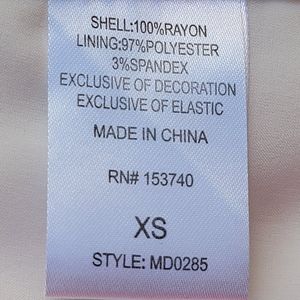 SHELL:100%RAYON
LINING:97%POLYESTER
3%SPANDEX
EXCLUSIVE OF DECORATION
EXCLUSIVE OF ELASTIC
MADE IN CHINA
RN# 153740
XS
STYLE: MD0285